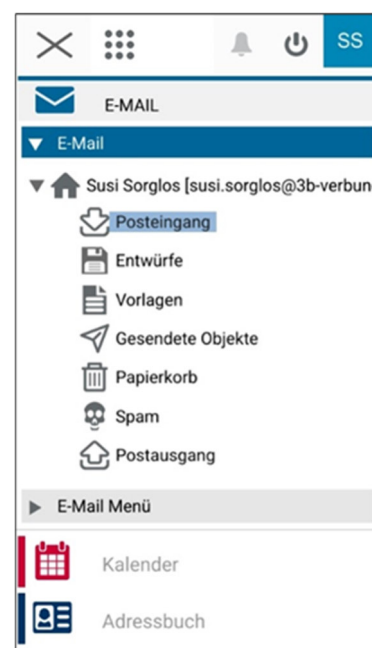 SS
E-MAIL
E-Mail
Susi Sorglos [susi.sorglos@3b-verbun
Posteingang
Entwürfe
Vorlagen
Gesendete Objekte
Papierkorb
Spam
Postausgang
E-Mail Menü
Kalender
Adressbuch